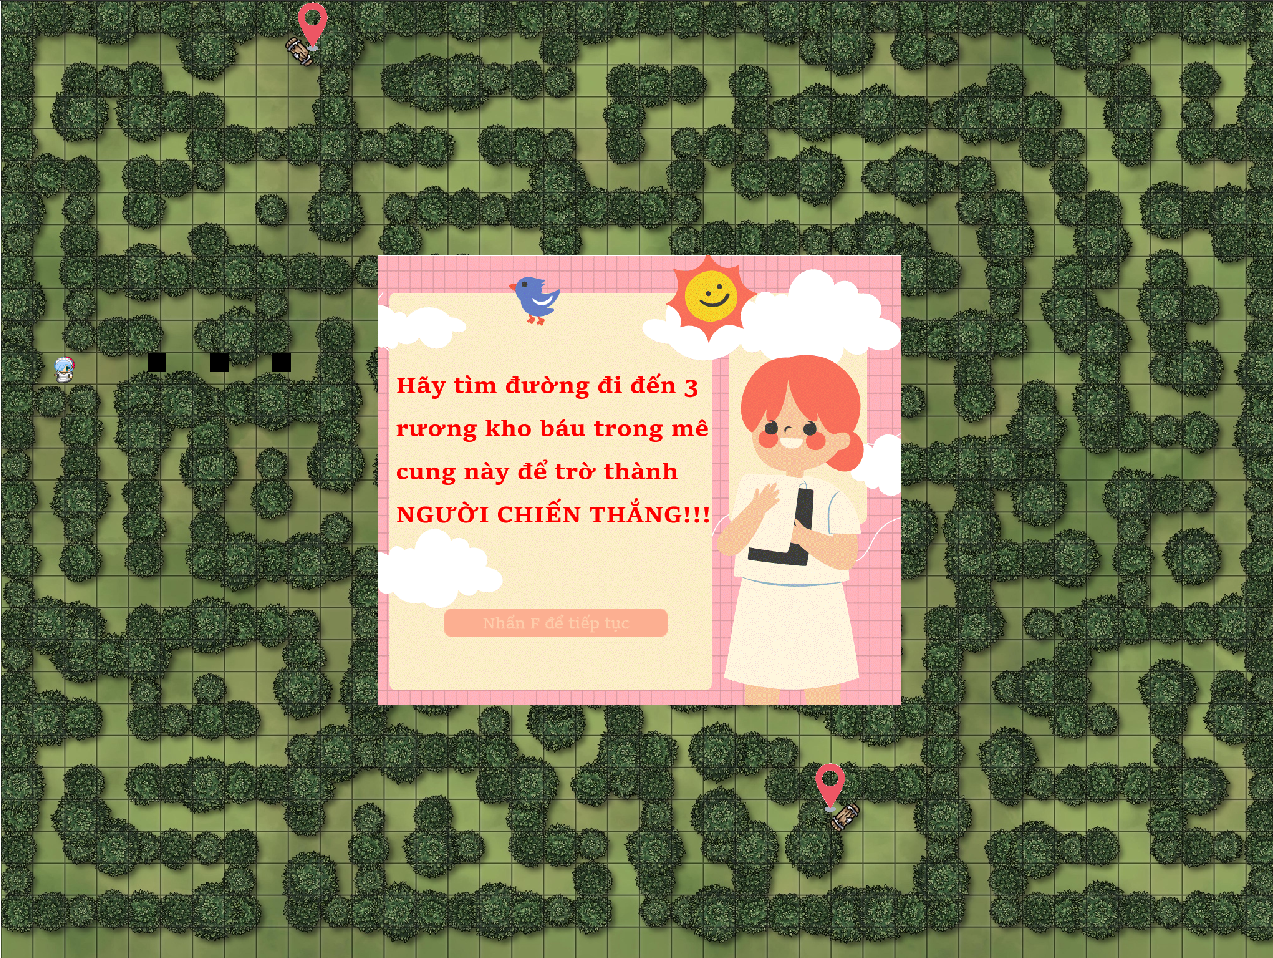 Hãy tìm đường đi đến 3
rương kho báu trong mê
cung này để trở thành
NGƯỜI CHIẾN THẮNG!!!
Nhấn F để tiếp tục